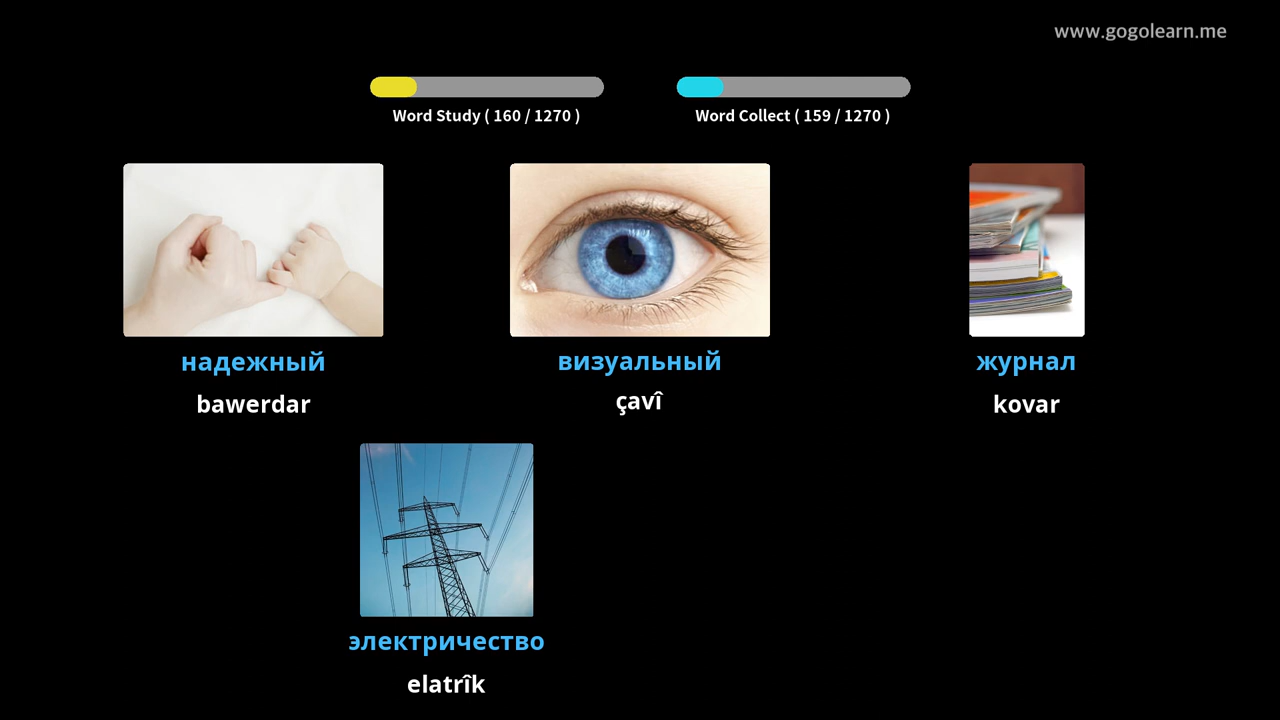 www.gogolearn.me
Word Study ( 160 / 1270 )
Word Collect ( 159 / 1270 )
надежный
визуальный
журнал
bawerdar
çavî
kovar
электричество
elatrîk